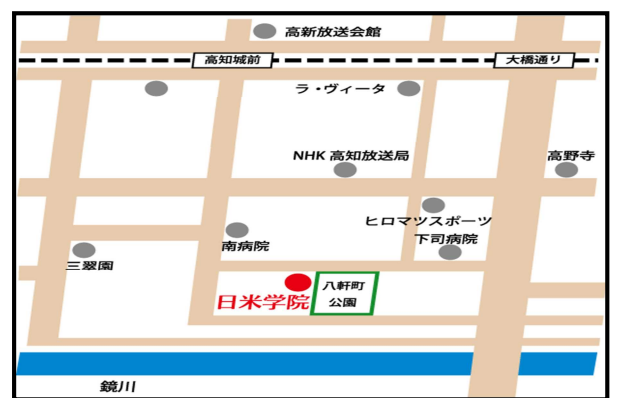 高新放送会館
高知城前
大橋通り
ラ・ヴィータ
NHK 高知放送局
高野寺
ヒロマツスポーツ
下司病院
南病院
三翠園
八軒町
公園
日米学院
鏡川